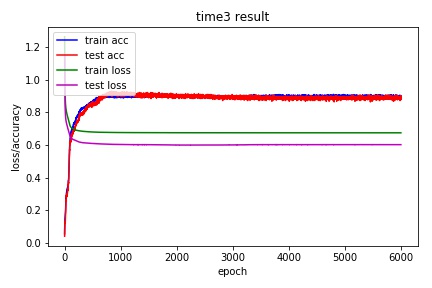 time3 result
train acc
test acc
train loss
test loss
loss/accuracy
1.2
1.0
0.8
0.6
0.4
0.2
0.0
0 1000 2000 3000 4000 5000 6000
epoch